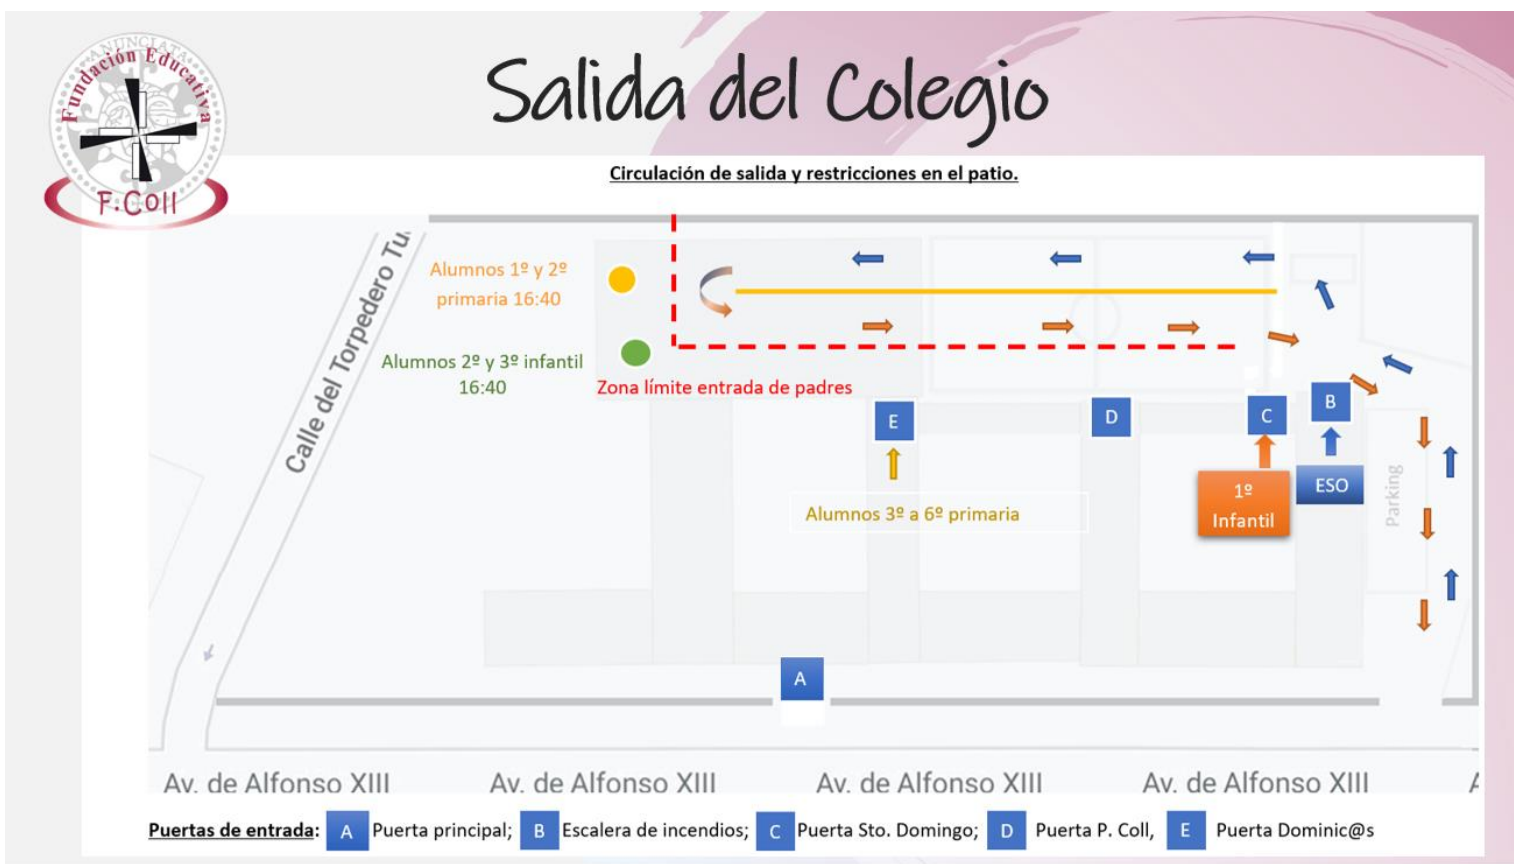 ANUNCIATA
Fundación Educativa
F.Coll
Salida del Colegio
Circulación de salida y restricciones en el patio.
Calle del Torpedero Tu
Alumnos 1º y 2º
primaria 16:40
Alumnos 2º y 3º infantil
16:40
Zona límite entrada de padres
E
D
C
B
Alumnos 3º a 6º primaria
1º
Infantil
ESO
Parking
A
Av. de Alfonso XIII
Av. de Alfonso XIII
Av. de Alfonso XIII
Av. de Alfonso XIII
A
Puertas de entrada: A Puerta principal; B Escalera de incendios; C Puerta Sto. Domingo; D Puerta P. Coll, E Puerta Dominic@s